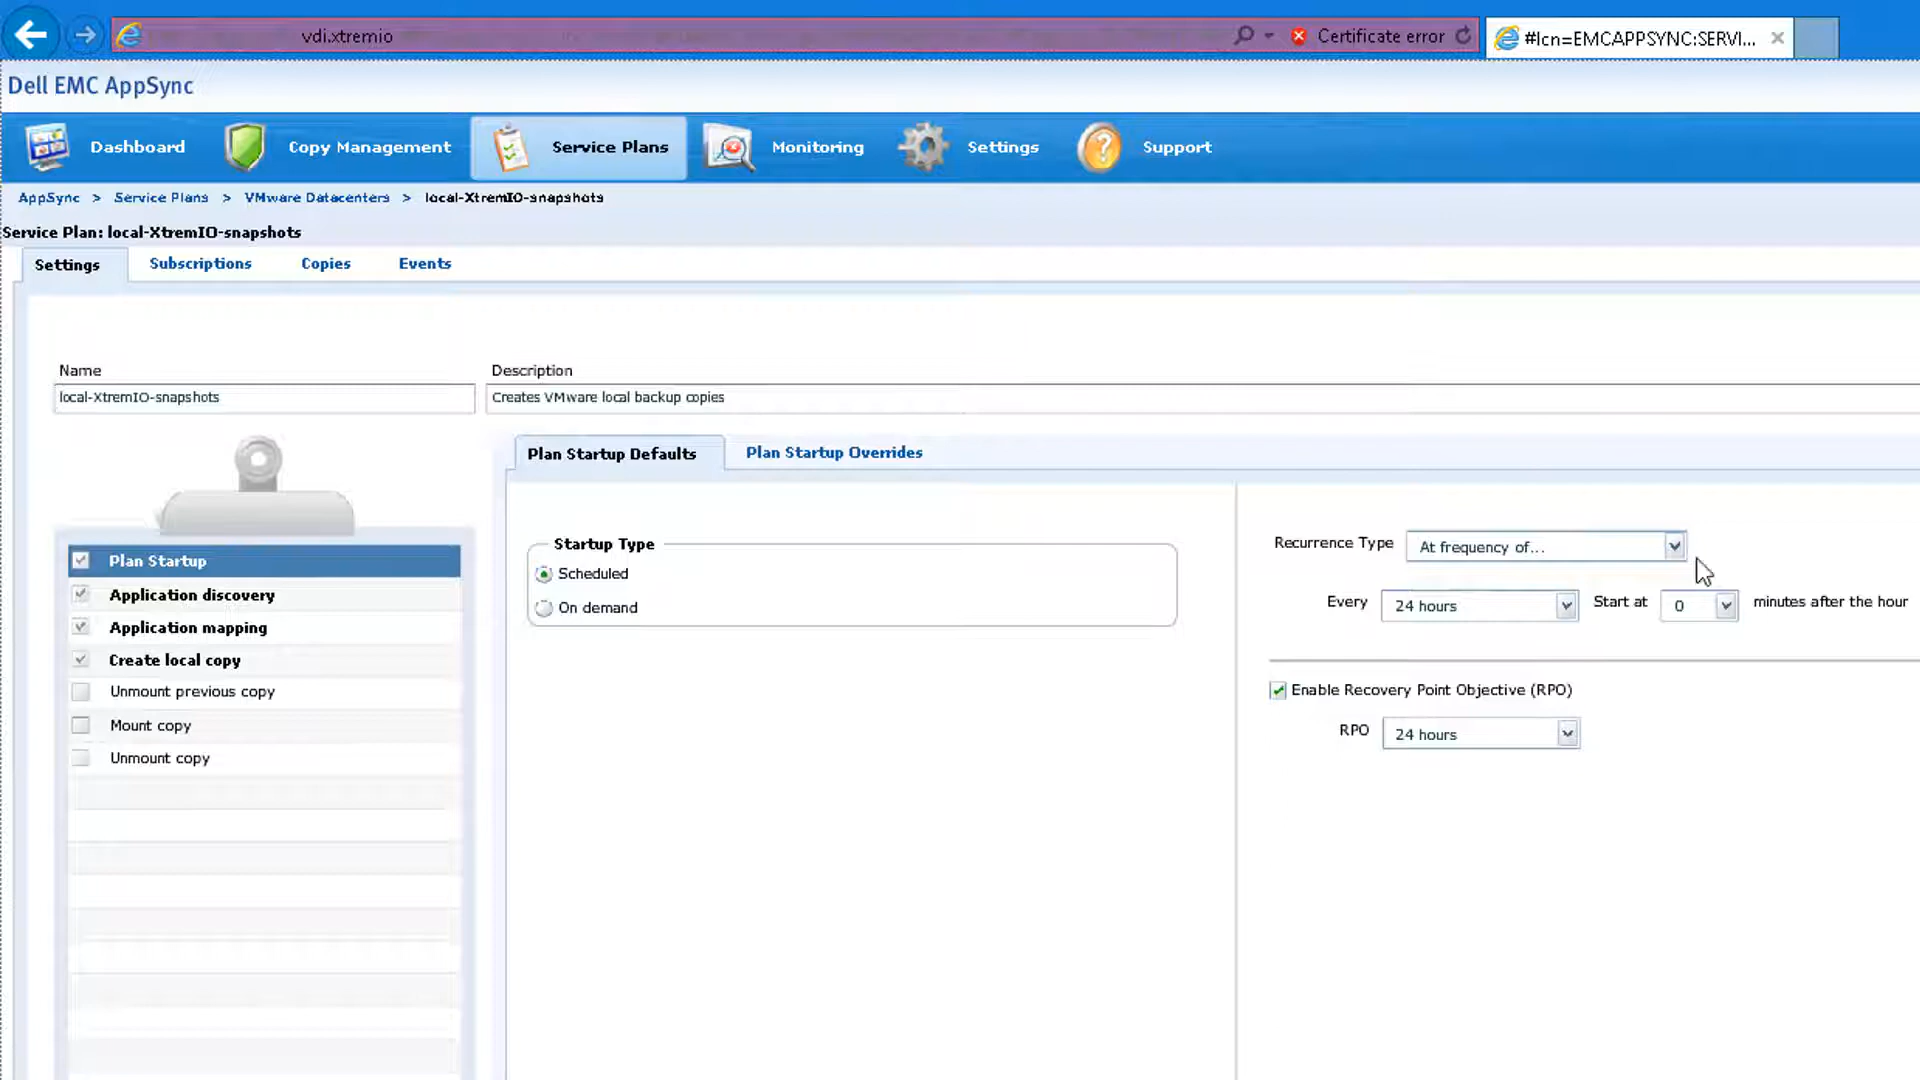 vdi.xtremio
Certificate error
#lcn=EMCAPPSYNC:SERVI...
Dell EMC AppSync
Dashboard
Copy Management
Service Plans
Monitoring
Settings
Support
AppSync > Service Plans > VMware Datacenters > local-XtremIO-snapshots
Service Plan: local-XtremIO-snapshots
Settings
Subscriptions
Copies
Events
Name
Description
local-XtremIO-snapshots
Creates VMware local backup copies
Plan Startup Defaults
Plan Startup Overrides
Plan Startup
Application discovery
Application mapping
Create local copy
Unmount previous copy
Mount copy
Unmount copy
Startup Type
Scheduled
On demand
Recurrence Type At frequency of...
Every 24 hours Start at 0 minutes after the hour
Enable Recovery Point Objective (RPO)
RPO 24 hours